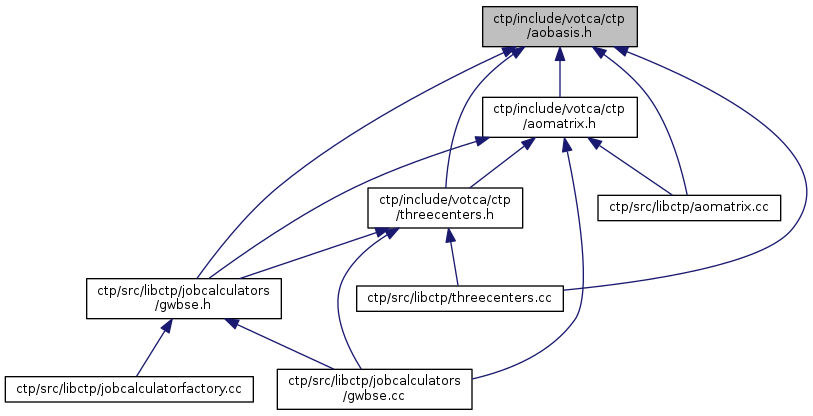 ctp/include/votca/ctp
/aobasis.h
ctp/include/votca/ctp
/aomatrix.h
ctp/include/votca/ctp
/threecenters.h
ctp/src/libctp/aomatrix.cc
ctp/src/libctp/jobcalculators
/gwbse.h
ctp/src/libctp/threecenters.cc
ctp/src/libctp/jobcalculatorfactory.cc
ctp/src/libctp/jobcalculators
/gwbse.cc